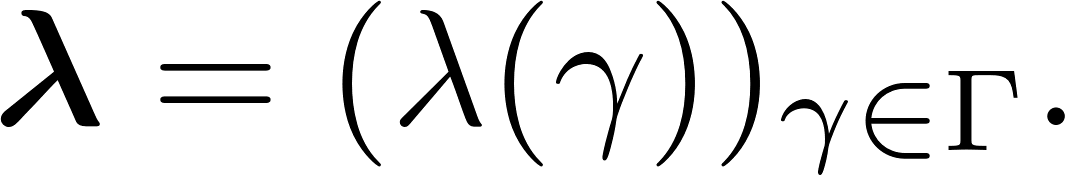 𝝀 = (λ(γ))_{γ∈Γ}.